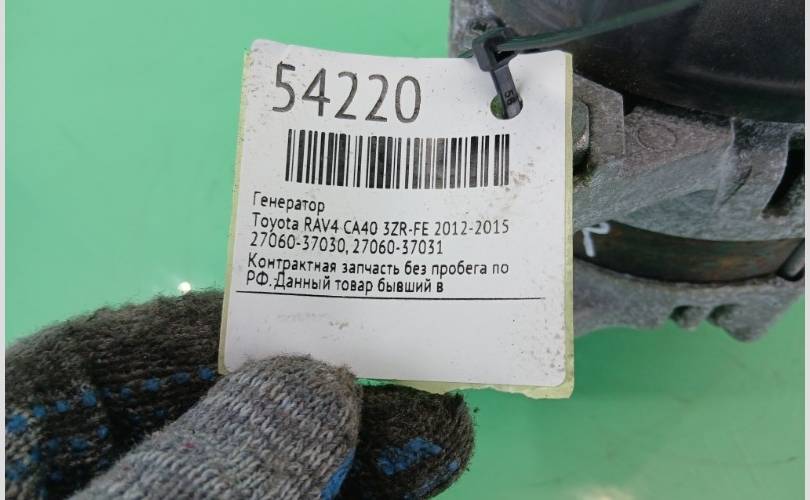 54220
Генератор
Toyota RAV4 CA40 3ZR-FE 2012-2015
27060-37030, 27060-37031
Контрактная запчасть без пробега по
РФ. Данный товар бывший в